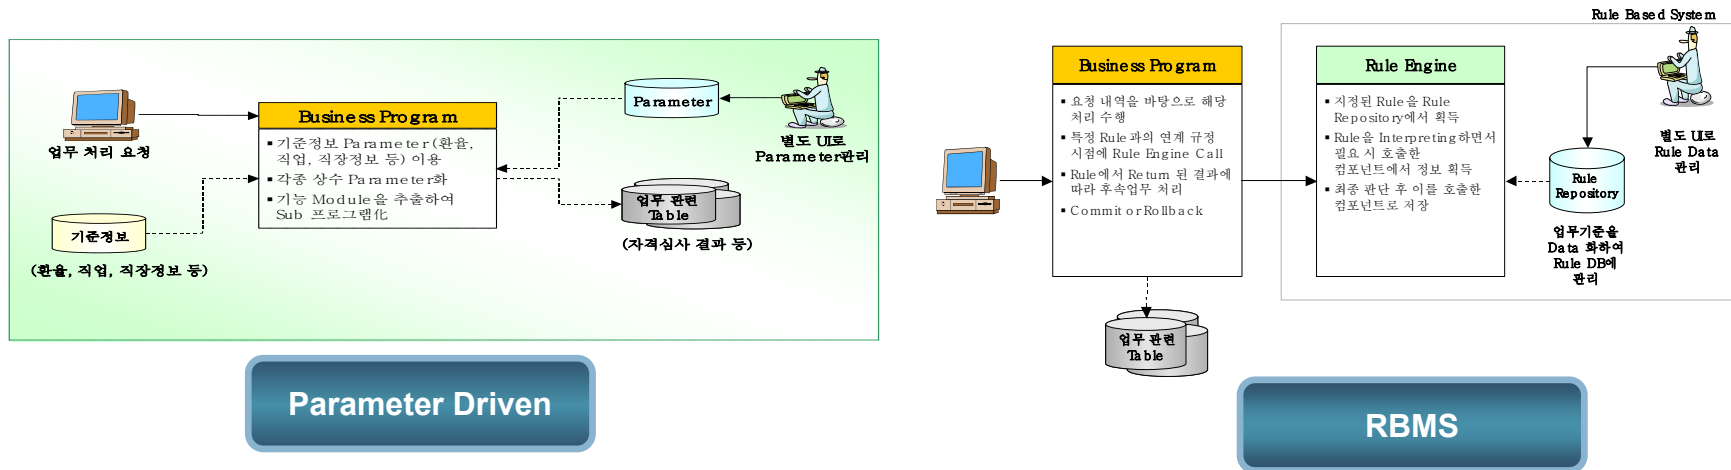 업무 처리 요청
기준정보
(환율, 직업, 직장정보 등)
Business Program
▪ 기준정보 Parameter (환율,
직업, 직장정보 등) 이용
▪ 각종 상수 Parameter화
▪ 기능 Module을 추출하여
Sub 프로그램化
Parameter
별도 UI로
Parameter관리
업무 관련
Table
(자격심사 결과 등)
Parameter Driven
Rule Based System
Business Program
▪ 요청 내역을 바탕으로 해당
처리 수행
▪ 특정 Rule과의 연계 규정
시점에 Rule Engine Call
▪ Rule에서 Return 된 결과에
따라 후속업무 처리
▪ Commit or Rollback
업무 관련
Table
Rule Engine
▪ 지정된 Rule을 Rule
Repository에서 획득
▪ Rule을 Interpreting하면서
필요 시 호출한
컴포넌트에서 정보 획득
▪ 최종 판단 후 이를 호출한
컴포넌트로 저장
별도 UI로
Rule Data
관리
Rule
Repository
업무기준을
Data 화하여
Rule DB에
관리
RBMS